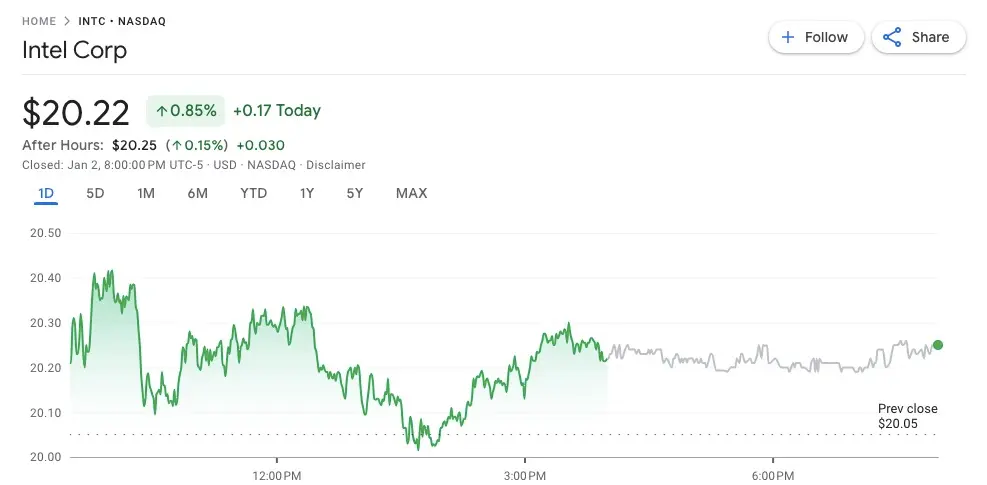 HOME > INTC • NASDAQ
Intel Corp
+ Follow
Share
$20.22 ↑0.85% +0.17 Today
After Hours: $20.25 (↑0.15%) +0.030
Closed: Jan 2, 8:00:00 PM UTC-5 · USD · NASDAQ · Disclaimer
1D 5D 1M 6M YTD 1Y 5Y MAX
20.50
20.40
20.30
20.20
20.10
20.00
Prev close
$20.05
12:00 PM 3:00 PM 6:00 PM